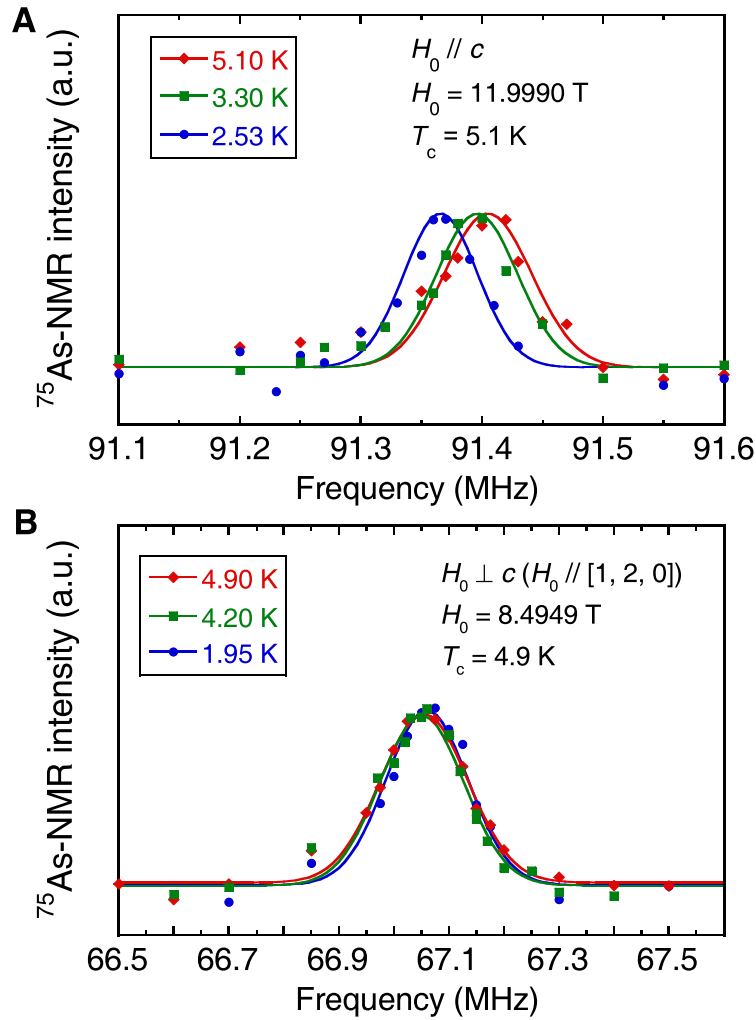 A
⁷⁵As-NMR intensity (a.u.)
5.10 K
3.30 K
2.53 K
H₀ // c
H₀ = 11.9990 T
T꜀ = 5.1 K
91.1 91.2 91.3 91.4 91.5 91.6
Frequency (MHz)
B
⁷⁵As-NMR intensity (a.u.)
4.90 K
4.20 K
1.95 K
H₀ ⊥ c (H₀ // [1, 2, 0])
H₀ = 8.4949 T
T꜀ = 4.9 K
66.5 66.7 66.9 67.1 67.3 67.5
Frequency (MHz)